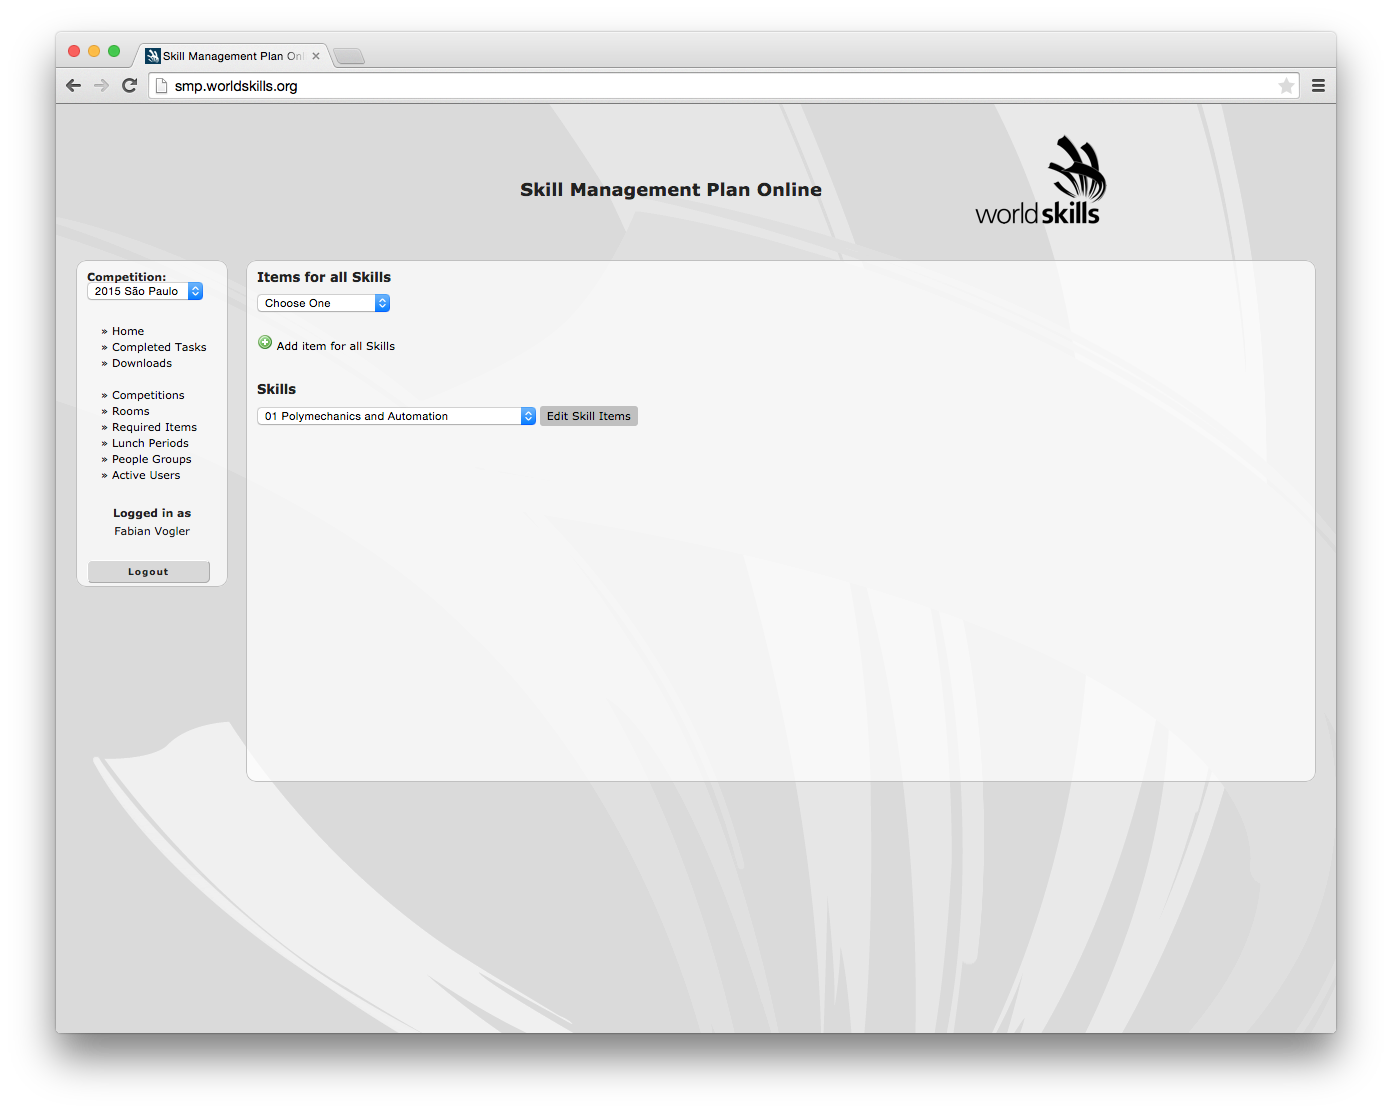 Skill Management Plan Onl
smp.worldskills.org
Skill Management Plan Online
worldskills
Competition:
2015 São Paulo
» Home
» Completed Tasks
» Downloads
» Competitions
» Rooms
» Required Items
» Lunch Periods
» People Groups
» Active Users
Logged in as
Fabian Vogler
Logout
Items for all Skills
Choose One
Add item for all Skills
Skills
01 Polymechanics and Automation
Edit Skill Items